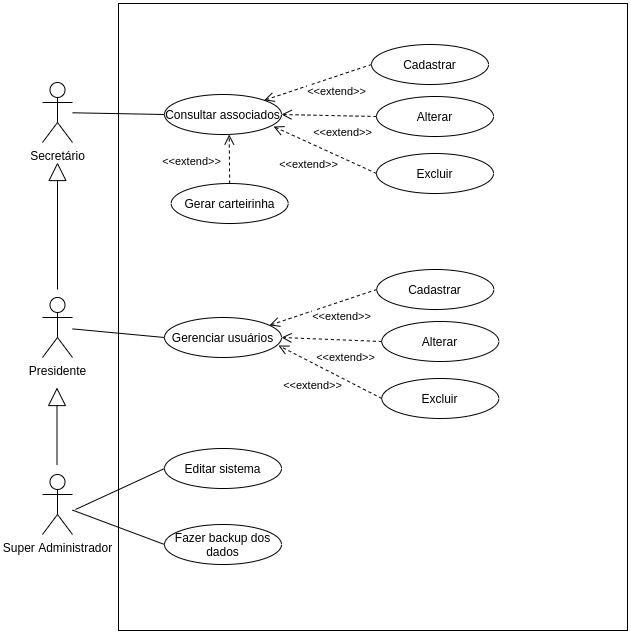 Cadastrar
<<extend>>
Consultar associados
Alterar
<<extend>>
Secretário
<<extend>>
<<extend>>
Excluir
Gerar carteirinha
Cadastrar
<<extend>>
Gerenciar usuários
Alterar
<<extend>>
Presidente
<<extend>>
Excluir
Editar sistema
Fazer backup dos
dados
Super Administrador